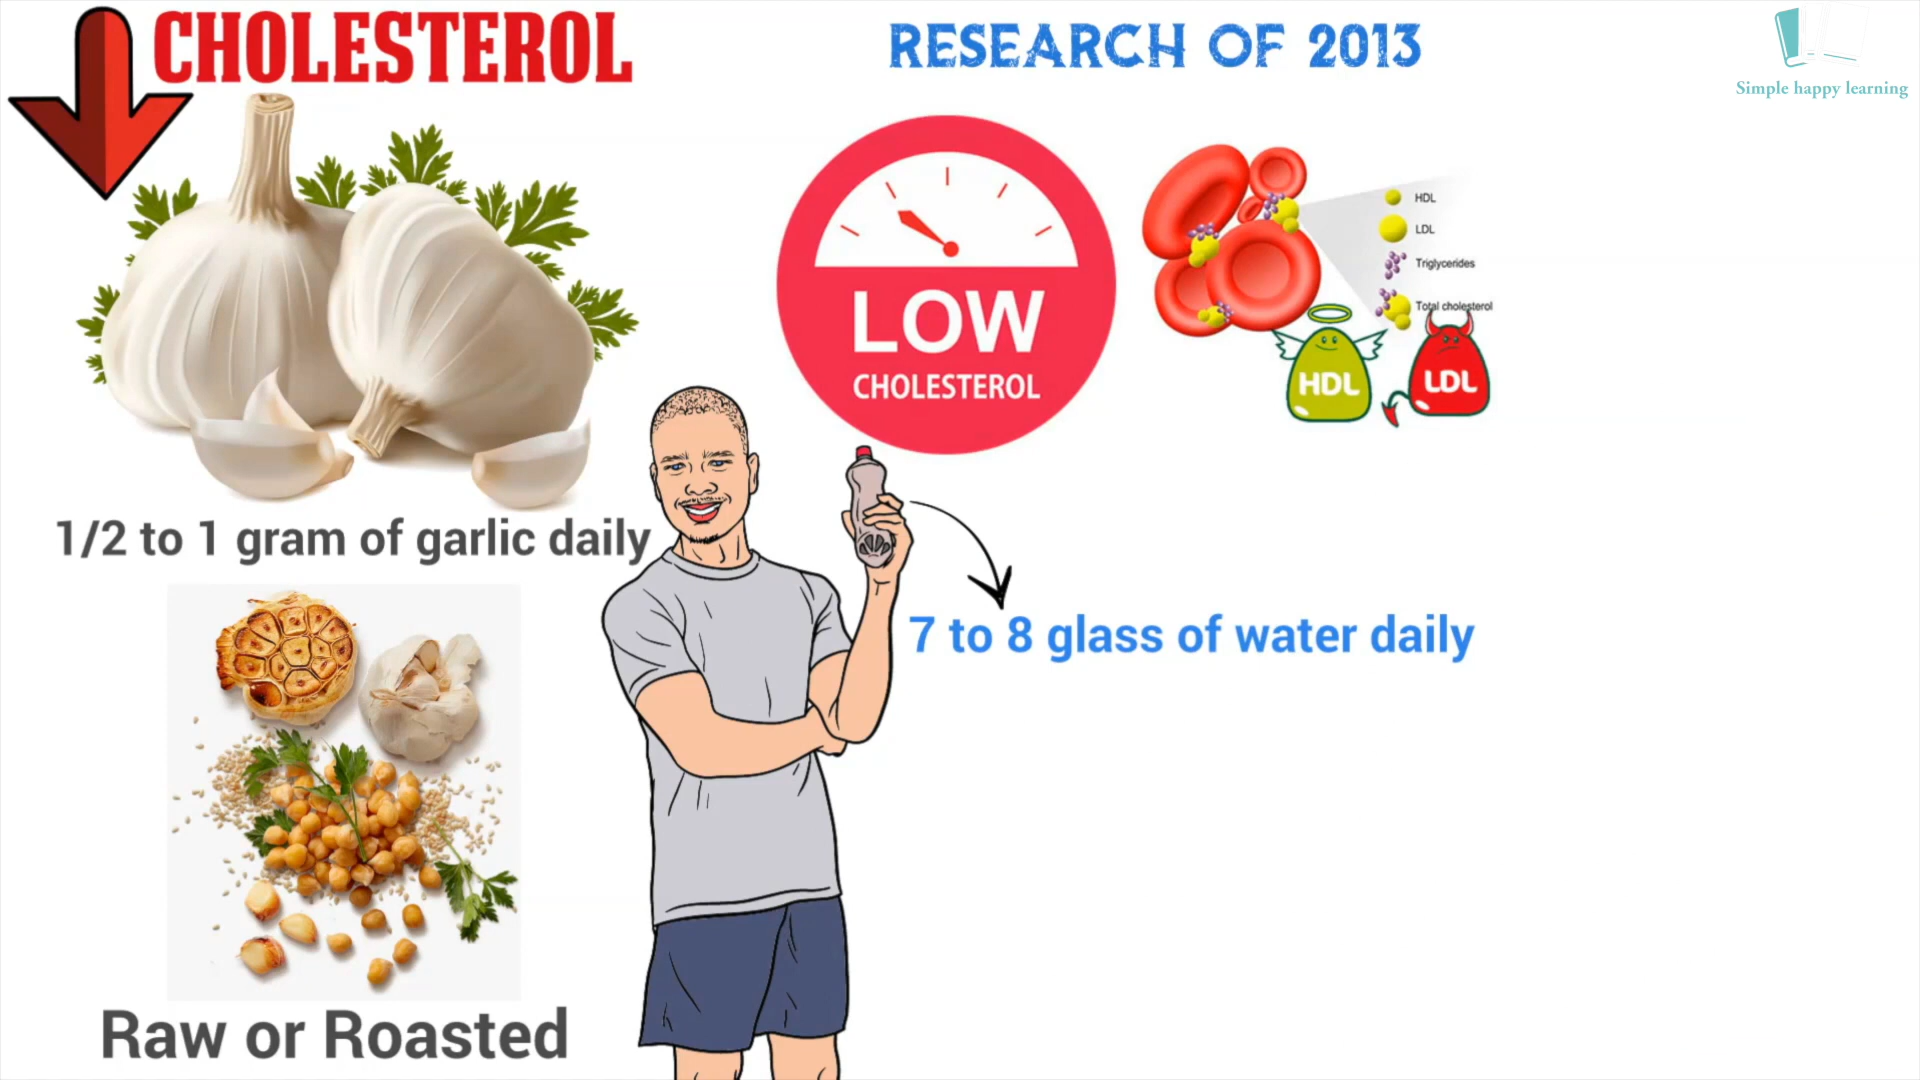 CHOLESTEROL
RESEARCH OF 2013
Simple happy learning
LOW
CHOLESTEROL
HDL
LDL
Triglycerides
Total cholesterol
HDL
LDL
1/2 to 1 gram of garlic daily
7 to 8 glass of water daily
Raw or Roasted